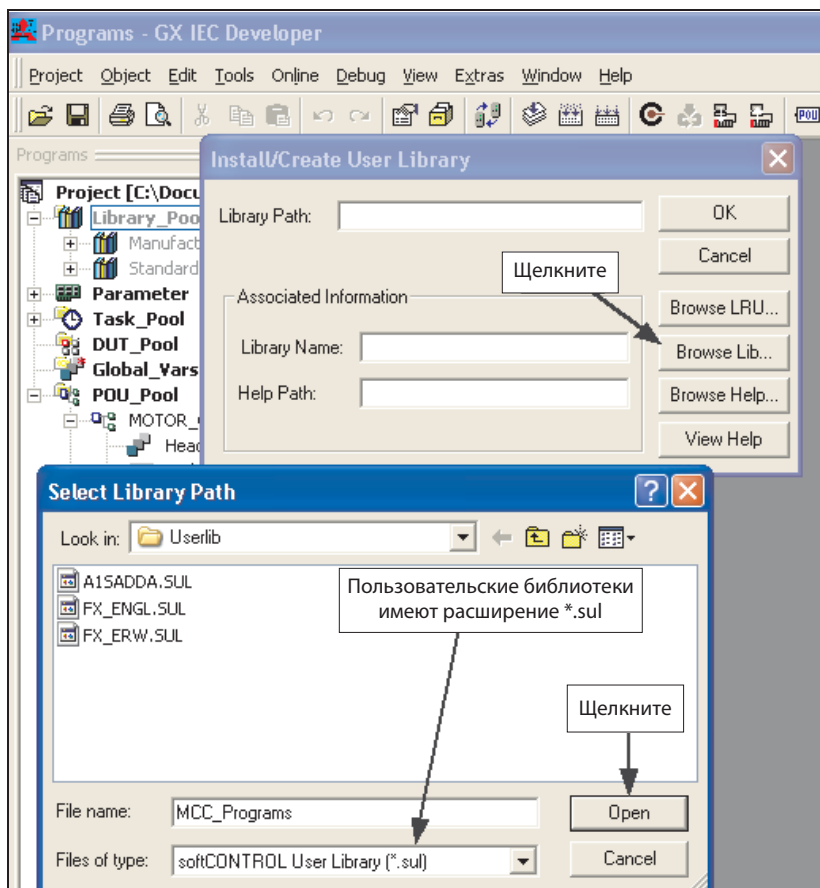 Programs - GX IEC Developer
Project Object Edit Tools Online Debug View Extras Window Help
POU
Programs
Project [C:\Docu
Library_Poo
Manufact
Standard
Parameter
Task_Pool
DUT_Pool
Global_Vars
POU_Pool
MOTOR_
Head
Install/Create User Library
Library Path:
OK
Cancel
Щелкните
Associated Information
Browse LRU...
Library Name:
Browse Lib...
Help Path:
Browse Help...
View Help
Select Library Path
Look in: Userlib
A1SADDA.SUL
FX_ENGL.SUL
FX_ERW.SUL
Пользовательские библиотеки
имеют расширение *.sul
Щелкните
File name: MCC_Programs
Open
Files of type: softCONTROL User Library (*.sul)
Cancel